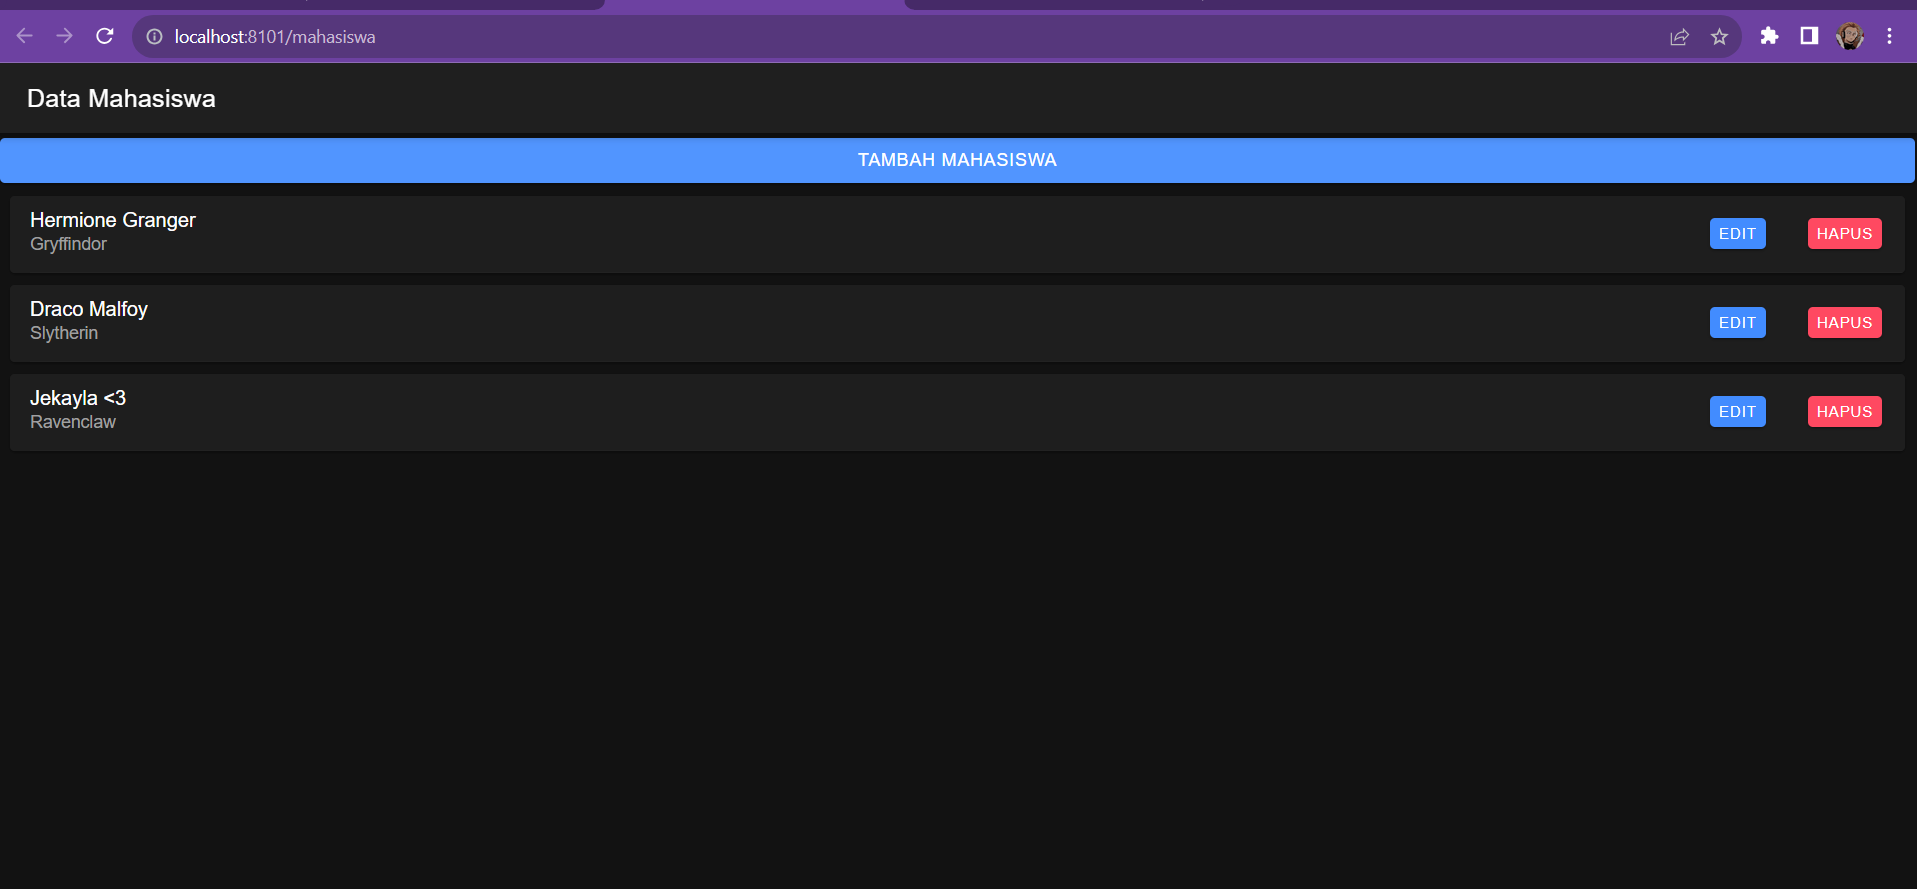 localhost:8101/mahasiswa
Data Mahasiswa
TAMBAH MAHASISWA
Hermione Granger
Gryffindor
EDIT HAPUS
Draco Malfoy
Slytherin
EDIT HAPUS
Jekayla <3
Ravenclaw
EDIT HAPUS